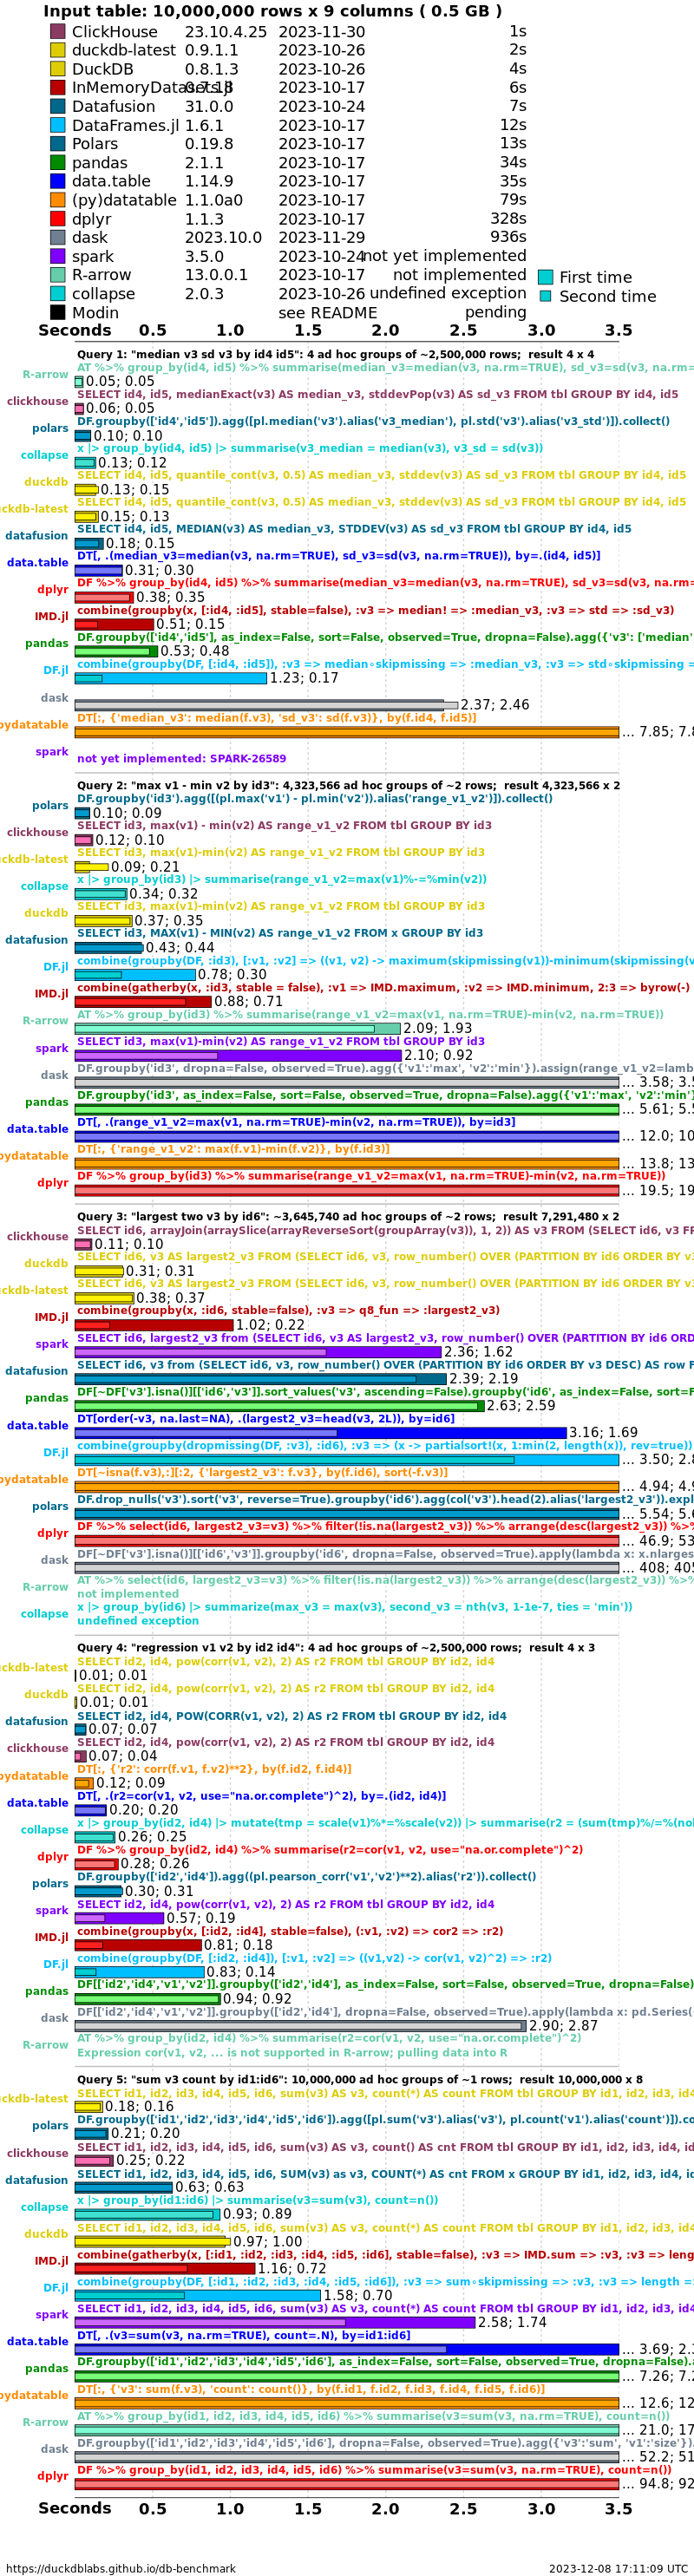 Input table: 10,000,000 rows x 9 columns ( 0.5 GB )
ClickHouse 23.10.4.25 2023-11-30 1s
duckdb-latest 0.9.1.1 2023-10-26 2s
DuckDB 0.8.1.3 2023-10-26 4s
InMemoryDatasets.jl 0.7.18 2023-10-17 6s
Datafusion 31.0.0 2023-10-24 7s
DataFrames.jl 1.6.1 2023-10-17 12s
Polars 0.19.8 2023-10-17 13s
pandas 2.1.1 2023-10-17 34s
data.table 1.14.9 2023-10-17 35s
(py)datatable 1.1.0a0 2023-10-17 79s
dplyr 1.1.3 2023-10-17 328s
dask 2023.10.0 2023-11-29 936s
spark 3.5.0 2023-10-24 not yet implemented
R-arrow 13.0.0.1 2023-10-17 not implemented
collapse 2.0.3 2023-10-26 undefined exception
Modin see README pending
First time
Second time
Seconds 0.5 1.0 1.5 2.0 2.5 3.0 3.5
Query 1: "median v3 sd v3 by id4 id5": 4 ad hoc groups of ~2,500,000 rows; result 4 x 4
AT %>% group_by(id4, id5) %>% summarise(median_v3=median(v3, na.rm=TRUE), sd_v3=sd(v3, na.rm=
R-arrow 0.05; 0.05
SELECT id4, id5, medianExact(v3) AS median_v3, stddevPop(v3) AS sd_v3 FROM tbl GROUP BY id4, id5
clickhouse 0.06; 0.05
DF.groupby(['id4','id5']).agg([pl.median('v3').alias('v3_median'), pl.std('v3').alias('v3_std')]).collect()
polars 0.10; 0.10
x |> group_by(id4, id5) |> summarise(v3_median = median(v3), v3_sd = sd(v3))
collapse 0.13; 0.12
SELECT id4, id5, quantile_cont(v3, 0.5) AS median_v3, stddev(v3) AS sd_v3 FROM tbl GROUP BY id4, id5
duckdb 0.13; 0.15
SELECT id4, id5, quantile_cont(v3, 0.5) AS median_v3, stddev(v3) AS sd_v3 FROM tbl GROUP BY id4, id5
uckdb-latest 0.15; 0.13
SELECT id4, id5, MEDIAN(v3) AS median_v3, STDDEV(v3) AS sd_v3 FROM tbl GROUP BY id4, id5
datafusion 0.18; 0.15
DT[, .(median_v3=median(v3, na.rm=TRUE), sd_v3=sd(v3, na.rm=TRUE)), by=.(id4, id5)]
data.table 0.31; 0.30
DF %>% group_by(id4, id5) %>% summarise(median_v3=median(v3, na.rm=TRUE), sd_v3=sd(v3, na.rm=
dplyr 0.38; 0.35
combine(groupby(x, [:id4, :id5], stable=false), :v3 => median! => :median_v3, :v3 => std => :sd_v3)
IMD.jl 0.51; 0.15
DF.groupby(['id4','id5'], as_index=False, sort=False, observed=True, dropna=False).agg({'v3': ['median'
pandas 0.53; 0.48
combine(groupby(DF, [:id4, :id5]), :v3 => median∘skipmissing => :median_v3, :v3 => std∘skipmissing =
DF.jl 1.23; 0.17
dask 2.37; 2.46
DT[:, {'median_v3': median(f.v3), 'sd_v3': sd(f.v3)}, by(f.id4, f.id5)]
pydatatable ... 7.85; 7.8
spark not yet implemented: SPARK-26589
Query 2: "max v1 - min v2 by id3": 4,323,566 ad hoc groups of ~2 rows; result 4,323,566 x 2
DF.groupby('id3').agg([(pl.max('v1') - pl.min('v2')).alias('range_v1_v2')]).collect()
polars 0.10; 0.09
SELECT id3, max(v1) - min(v2) AS range_v1_v2 FROM tbl GROUP BY id3
clickhouse 0.12; 0.10
SELECT id3, max(v1)-min(v2) AS range_v1_v2 FROM tbl GROUP BY id3
uckdb-latest 0.09; 0.21
x |> group_by(id3) |> summarise(range_v1_v2=max(v1)%-=%min(v2))
collapse 0.34; 0.32
SELECT id3, max(v1)-min(v2) AS range_v1_v2 FROM tbl GROUP BY id3
duckdb 0.37; 0.35
SELECT id3, MAX(v1) - MIN(v2) AS range_v1_v2 FROM x GROUP BY id3
datafusion 0.43; 0.44
combine(groupby(DF, :id3), [:v1, :v2] => ((v1, v2) -> maximum(skipmissing(v1))-minimum(skipmissing(v
DF.jl 0.78; 0.30
combine(gatherby(x, :id3, stable = false), :v1 => IMD.maximum, :v2 => IMD.minimum, 2:3 => byrow(-)
IMD.jl 0.88; 0.71
AT %>% group_by(id3) %>% summarise(range_v1_v2=max(v1, na.rm=TRUE)-min(v2, na.rm=TRUE))
R-arrow 2.09; 1.93
SELECT id3, max(v1)-min(v2) AS range_v1_v2 FROM tbl GROUP BY id3
spark 2.10; 0.92
DF.groupby('id3', dropna=False, observed=True).agg({'v1':'max', 'v2':'min'}).assign(range_v1_v2=lamb
dask ... 3.58; 3.5
DF.groupby('id3', as_index=False, sort=False, observed=True, dropna=False).agg({'v1':'max', 'v2':'min'}
pandas ... 5.61; 5.5
DT[, .(range_v1_v2=max(v1, na.rm=TRUE)-min(v2, na.rm=TRUE)), by=id3]
data.table ... 12.0; 10
DT[:, {'range_v1_v2': max(f.v1)-min(f.v2)}, by(f.id3)]
pydatatable ... 13.8; 13
DF %>% group_by(id3) %>% summarise(range_v1_v2=max(v1, na.rm=TRUE)-min(v2, na.rm=TRUE))
dplyr ... 19.5; 19
Query 3: "largest two v3 by id6": ~3,645,740 ad hoc groups of ~2 rows; result 7,291,480 x 2
SELECT id6, arrayJoin(arraySlice(arrayReverseSort(groupArray(v3)), 1, 2)) AS v3 FROM (SELECT id6, v3 FR
clickhouse 0.11; 0.10
SELECT id6, v3 AS largest2_v3 FROM (SELECT id6, v3, row_number() OVER (PARTITION BY id6 ORDER BY v3
duckdb 0.31; 0.31
SELECT id6, v3 AS largest2_v3 FROM (SELECT id6, v3, row_number() OVER (PARTITION BY id6 ORDER BY v3
uckdb-latest 0.38; 0.37
combine(groupby(x, :id6, stable=false), :v3 => q8_fun => :largest2_v3)
IMD.jl 1.02; 0.22
SELECT id6, largest2_v3 from (SELECT id6, v3 AS largest2_v3, row_number() OVER (PARTITION BY id6 ORD
spark 2.36; 1.62
SELECT id6, v3 from (SELECT id6, v3, row_number() OVER (PARTITION BY id6 ORDER BY v3 DESC) AS row F
datafusion 2.39; 2.19
DF[~DF['v3'].isna()][['id6','v3']].sort_values('v3', ascending=False).groupby('id6', as_index=False, sort=F
pandas 2.63; 2.59
DT[order(-v3, na.last=NA), .(largest2_v3=head(v3, 2L)), by=id6]
data.table 3.16; 1.69
combine(groupby(dropmissing(DF, :v3), :id6), :v3 => (x -> partialsort!(x, 1:min(2, length(x)), rev=true))
DF.jl ... 3.50; 2.8
DT[~isna(f.v3),:][:2, {'largest2_v3': f.v3}, by(f.id6), sort(-f.v3)]
pydatatable ... 4.94; 4.9
DF.drop_nulls('v3').sort('v3', reverse=True).groupby('id6').agg(col('v3').head(2).alias('largest2_v3')).expl
polars ... 5.54; 5.6
DF %>% select(id6, largest2_v3=v3) %>% filter(!is.na(largest2_v3)) %>% arrange(desc(largest2_v3)) %>%
dplyr ... 46.9; 53
DF[~DF['v3'].isna()][['id6','v3']].groupby('id6', dropna=False, observed=True).apply(lambda x: x.nlarges
dask ... 408; 405
AT %>% select(id6, largest2_v3=v3) %>% filter(!is.na(largest2_v3)) %>% arrange(desc(largest2_v3)) %>%
R-arrow not implemented
x |> group_by(id6) |> summarize(max_v3 = max(v3), second_v3 = nth(v3, 1-1e-7, ties = 'min'))
collapse undefined exception
Query 4: "regression v1 v2 by id2 id4": 4 ad hoc groups of ~2,500,000 rows; result 4 x 3
SELECT id2, id4, pow(corr(v1, v2), 2) AS r2 FROM tbl GROUP BY id2, id4
uckdb-latest 0.01; 0.01
SELECT id2, id4, pow(corr(v1, v2), 2) AS r2 FROM tbl GROUP BY id2, id4
duckdb 0.01; 0.01
SELECT id2, id4, POW(CORR(v1, v2), 2) AS r2 FROM tbl GROUP BY id2, id4
datafusion 0.07; 0.07
SELECT id2, id4, pow(corr(v1, v2), 2) AS r2 FROM tbl GROUP BY id2, id4
clickhouse 0.07; 0.04
DT[:, {'r2': corr(f.v1, f.v2)**2}, by(f.id2, f.id4)]
pydatatable 0.12; 0.09
DT[, .(r2=cor(v1, v2, use="na.or.complete")^2), by=.(id2, id4)]
data.table 0.20; 0.20
x |> group_by(id2, id4) |> mutate(tmp = scale(v1)%*=%scale(v2)) |> summarise(r2 = (sum(tmp)%/=%(nob
collapse 0.26; 0.25
DF %>% group_by(id2, id4) %>% summarise(r2=cor(v1, v2, use="na.or.complete")^2)
dplyr 0.28; 0.26
DF.groupby(['id2','id4']).agg((pl.pearson_corr('v1','v2')**2).alias('r2')).collect()
polars 0.30; 0.31
SELECT id2, id4, pow(corr(v1, v2), 2) AS r2 FROM tbl GROUP BY id2, id4
spark 0.57; 0.19
combine(groupby(x, [:id2, :id4], stable=false), (:v1, :v2) => cor2 => :r2)
IMD.jl 0.81; 0.18
combine(groupby(DF, [:id2, :id4]), [:v1, :v2] => ((v1,v2) -> cor(v1, v2)^2) => :r2)
DF.jl 0.83; 0.14
DF[['id2','id4','v1','v2']].groupby(['id2','id4'], as_index=False, sort=False, observed=True, dropna=False)
pandas 0.94; 0.92
DF[['id2','id4','v1','v2']].groupby(['id2','id4'], dropna=False, observed=True).apply(lambda x: pd.Series(
dask 2.90; 2.87
AT %>% group_by(id2, id4) %>% summarise(r2=cor(v1, v2, use="na.or.complete")^2)
R-arrow Expression cor(v1, v2, ... is not supported in R-arrow; pulling data into R
Query 5: "sum v3 count by id1:id6": 10,000,000 ad hoc groups of ~1 rows; result 10,000,000 x 8
SELECT id1, id2, id3, id4, id5, id6, sum(v3) AS v3, count(*) AS count FROM tbl GROUP BY id1, id2, id3, id4
uckdb-latest 0.18; 0.16
DF.groupby(['id1','id2','id3','id4','id5','id6']).agg([pl.sum('v3').alias('v3'), pl.count('v1').alias('count')]).co
polars 0.21; 0.20
SELECT id1, id2, id3, id4, id5, id6, sum(v3) AS v3, count() AS cnt FROM tbl GROUP BY id1, id2, id3, id4, id
clickhouse 0.25; 0.22
SELECT id1, id2, id3, id4, id5, id6, SUM(v3) as v3, COUNT(*) AS cnt FROM x GROUP BY id1, id2, id3, id4, id
datafusion 0.63; 0.63
x |> group_by(id1:id6) |> summarise(v3=sum(v3), count=n())
collapse 0.93; 0.89
SELECT id1, id2, id3, id4, id5, id6, sum(v3) AS v3, count(*) AS count FROM tbl GROUP BY id1, id2, id3, id4
duckdb 0.97; 1.00
combine(gatherby(x, [:id1, :id2, :id3, :id4, :id5, :id6], stable=false), :v3 => IMD.sum => :v3, :v3 => leng
IMD.jl 1.16; 0.72
combine(groupby(DF, [:id1, :id2, :id3, :id4, :id5, :id6]), :v3 => sum∘skipmissing => :v3, :v3 => length =
DF.jl 1.58; 0.70
SELECT id1, id2, id3, id4, id5, id6, sum(v3) AS v3, count(*) AS count FROM tbl GROUP BY id1, id2, id3, id4
spark 2.58; 1.74
DT[, .(v3=sum(v3, na.rm=TRUE), count=.N), by=id1:id6]
data.table ... 3.69; 2.3
DF.groupby(['id1','id2','id3','id4','id5','id6'], as_index=False, sort=False, observed=True, dropna=False).a
pandas ... 7.26; 7.2
DT[:, {'v3': sum(f.v3), 'count': count()}, by(f.id1, f.id2, f.id3, f.id4, f.id5, f.id6)]
pydatatable ... 12.6; 12
AT %>% group_by(id1, id2, id3, id4, id5, id6) %>% summarise(v3=sum(v3, na.rm=TRUE), count=n())
R-arrow ... 21.0; 17
DF.groupby(['id1','id2','id3','id4','id5','id6'], dropna=False, observed=True).agg({'v3':'sum', 'v1':'size'}).
dask ... 52.2; 51
DF %>% group_by(id1, id2, id3, id4, id5, id6) %>% summarise(v3=sum(v3, na.rm=TRUE), count=n())
dplyr ... 94.8; 92
Seconds 0.5 1.0 1.5 2.0 2.5 3.0 3.5
https://duckdblabs.github.io/db-benchmark 2023-12-08 17:11:09 UTC